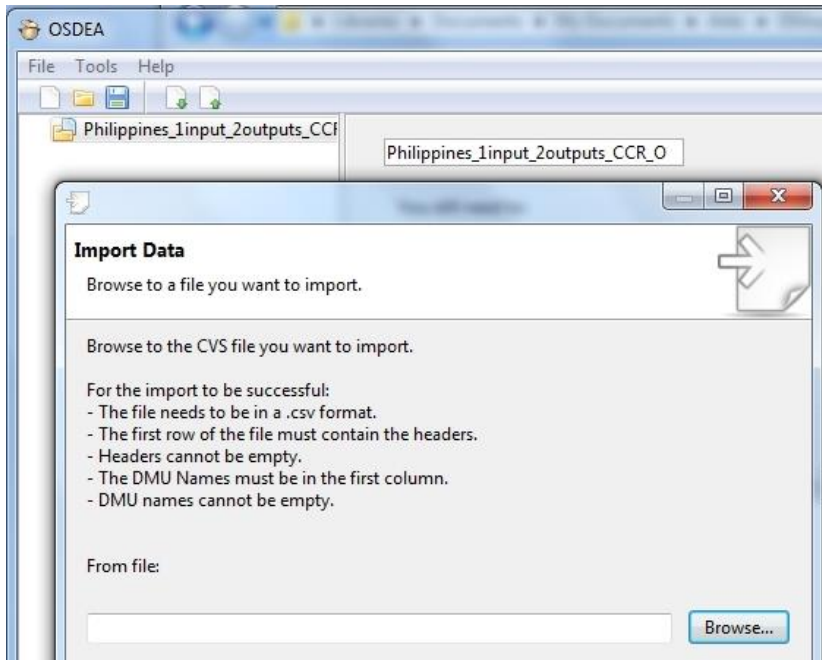 OSDEA
File Tools Help
Philippines_1input_2outputs_CCF
Philippines_1input_2outputs_CCR_O
Import Data
Browse to a file you want to import.
Browse to the CVS file you want to import.
For the import to be successful:
- The file needs to be in a .csv format.
- The first row of the file must contain the headers.
- Headers cannot be empty.
- The DMU Names must be in the first column.
- DMU names cannot be empty.
From file:
Browse...